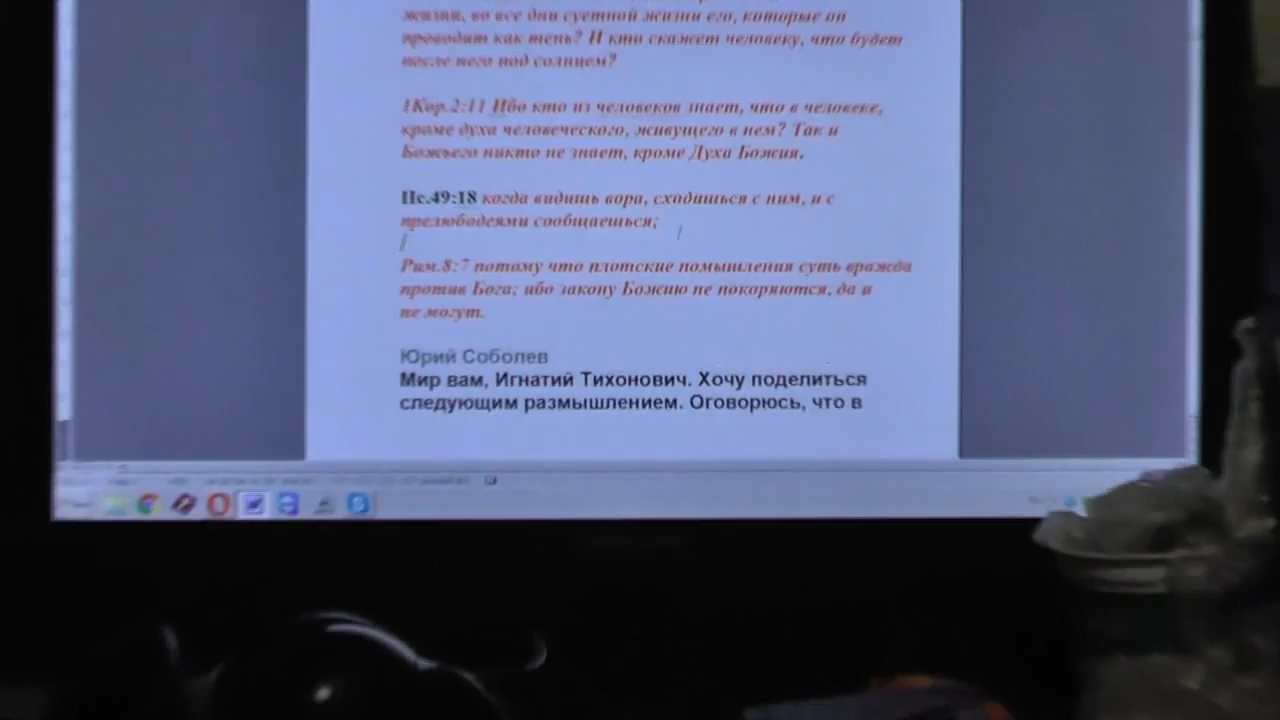 жизни, во все дни суетной жизни его, которые он
проводит как тень? И кто скажет человеку, что будет
после него под солнцем?
1Кор.2:11 Ибо кто из человеков знает, что в человеке,
кроме духа человеческого, живущего в нем? Так и
Божьего никто не знает, кроме Духа Божия.
Пс.49:18 когда видишь вора, сходишься с ним, и с
прелюбодеями сообщаешься;
Рим.8:7 потому что плотские помышления суть вражда
против Бога; ибо закону Божию не покоряются, да и
не могут.
Юрий Соболев
Мир вам, Игнатий Тихонович. Хочу поделиться
следующим размышлением. Оговорюсь, что в